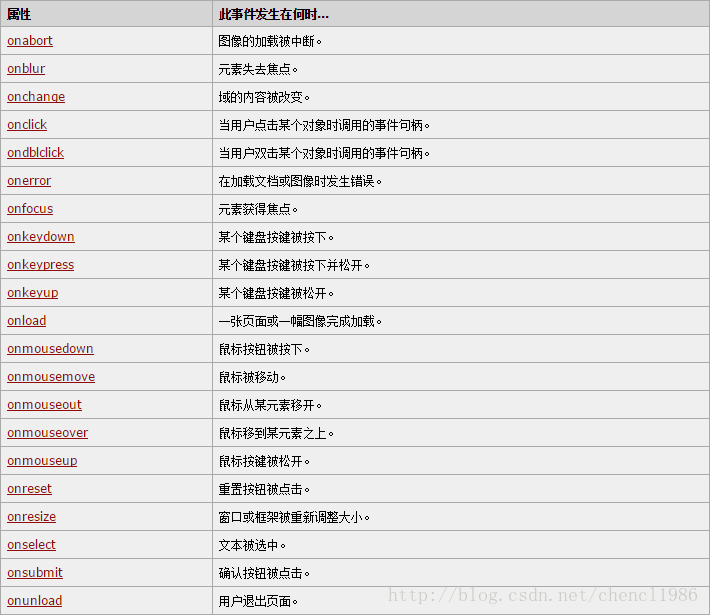 属性 此事件发生在何时...
onabort 图像的加载被中断。
onblur 元素失去焦点。
onchange 域的内容被改变。
onclick 当用户点击某个对象时调用的事件句柄。
ondblclick 当用户双击某个对象时调用的事件句柄。
onerror 在加载文档或图像时发生错误。
onfocus 元素获得焦点。
onkeydown 某个键盘按键被按下。
onkeypress 某个键盘按键被按下并松开。
onkeyup 某个键盘按键被松开。
onload 一张页面或一幅图像完成加载。
onmousedown 鼠标按钮被按下。
onmousemove 鼠标被移动。
onmouseout 鼠标从某元素移开。
onmouseover 鼠标移到某元素之上。
onmouseup 鼠标按键被松开。
onreset 重置按钮被点击。
onresize 窗口或框架被重新调整大小。
onselect 文本被选中。
onsubmit 确认按钮被点击。
onunload 用户退出页面。
http://blog.csdn.net/chencl1986